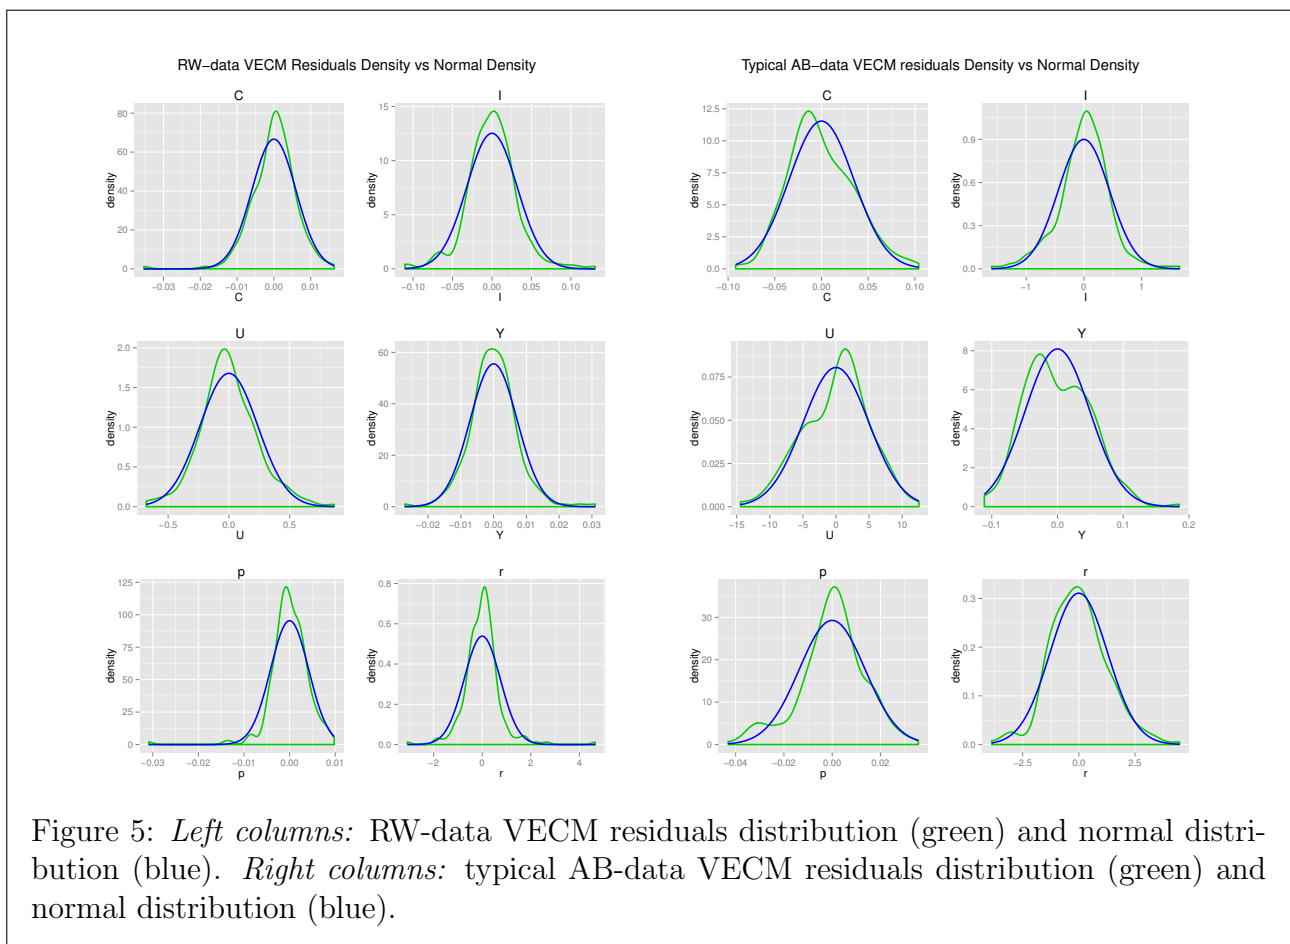 RW−data VECM Residuals Density vs Normal Density
Typical AB−data VECM residuals Density vs Normal Density
C
density
80
60
40
20
0
−0.03 −0.02 −0.01 0.00 0.01
C
I
density
15
10
5
0
−0.10 −0.05 0.00 0.05 0.10
I
C
density
12.5
10.0
7.5
5.0
2.5
0.0
−0.10 −0.05 0.00 0.05 0.10
C
I
density
0.9
0.6
0.3
0.0
−1 0 1
I
U
density
2.0
1.5
1.0
0.5
0.0
−0.5 0.0 0.5
U
Y
density
60
40
20
0
−0.02 −0.01 0.00 0.01 0.02 0.03
Y
U
density
0.075
0.050
0.025
0.000
−15 −10 −5 0 5 10
U
Y
density
8
6
4
2
0
−0.1 0.0 0.1 0.2
Y
p
density
125
100
75
50
25
0
−0.03 −0.02 −0.01 0.00 0.01
p
r
density
0.8
0.6
0.4
0.2
0.0
−2 0 2 4
r
p
density
30
20
10
0
−0.04 −0.02 0.00 0.02
p
r
density
0.3
0.2
0.1
0.0
−2.5 0.0 2.5
r
Figure 5: Left columns: RW-data VECM residuals distribution (green) and normal distri-
bution (blue). Right columns: typical AB-data VECM residuals distribution (green) and
normal distribution (blue).